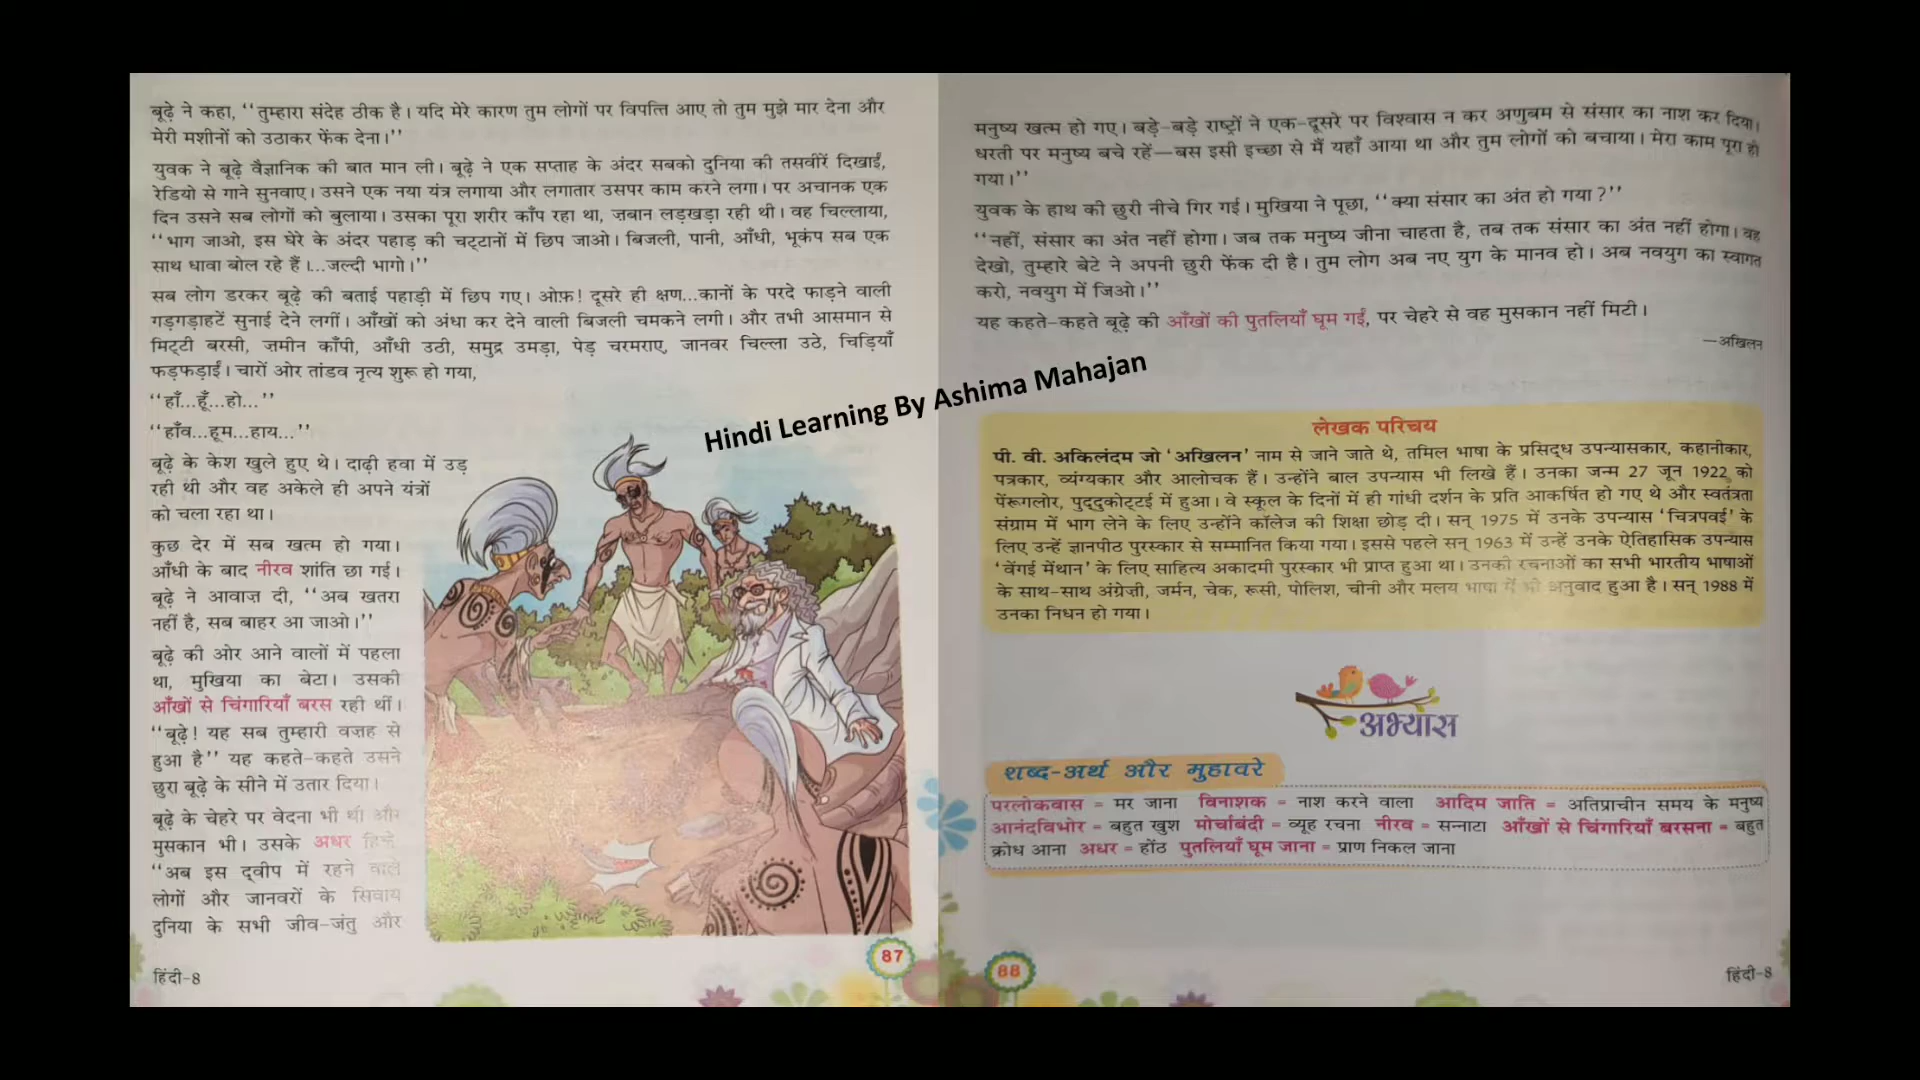 बूढ़े ने कहा, ‘‘तुम्हारा संदेह ठीक है। यदि मेरे कारण तुम लोगों पर विपत्ति आए तो तुम मुझे मार देना और
मेरी मशीनों को उठाकर फेंक देना।’’
युवक ने बूढ़े वैज्ञानिक की बात मान ली। बूढ़े ने एक सप्ताह के अंदर सबको दुनिया की तसवीरें दिखाईं,
रेडियो से गाने सुनवाए। उसने एक नया यंत्र लगाया और लगातार उसपर काम करने लगा। पर अचानक एक
दिन उसने सब लोगों को बुलाया। उसका पूरा शरीर काँप रहा था, ज़बान लड़खड़ा रही थी। वह चिल्लाया,
‘‘भाग जाओ, इस घेरे के अंदर पहाड़ की चट्टानों में छिप जाओ। बिजली, पानी, आँधी, भूकंप सब एक
साथ धावा बोल रहे हैं।...जल्दी भागो।’’
सब लोग डरकर बूढ़े की बताई पहाड़ी में छिप गए। ओफ़! दूसरे ही क्षण...कानों के परदे फाड़ने वाली
गड़गड़ाहटें सुनाई देने लगीं। आँखों को अंधा कर देने वाली बिजली चमकने लगी। और तभी आसमान से
मिट्टी बरसी, ज़मीन काँपी, आँधी उठी, समुद्र उमड़ा, पेड़ चरमराए, जानवर चिल्ला उठे, चिड़ियाँ
फड़फड़ाईं। चारों ओर तांडव नृत्य शुरू हो गया,
‘‘हाँ...हूँ...हो...’’
‘‘हाँव...हूम...हाय...’’
बूढ़े के केश खुले हुए थे। दाढ़ी हवा में उड़
रही थी और वह अकेले ही अपने यंत्रों
को चला रहा था।
कुछ देर में सब खत्म हो गया।
आँधी के बाद नीरव शांति छा गई।
बूढ़े ने आवाज़ दी, ‘‘अब खतरा
नहीं है, सब बाहर आ जाओ।’’
बूढ़े की ओर आने वालों में पहला
था, मुखिया का बेटा। उसकी
आँखों से चिंगारियाँ बरस रही थीं।
‘‘बूढ़े! यह सब तुम्हारी वज़ह से
हुआ है’’ यह कहते-कहते उसने
छुरा बूढ़े के सीने में उतार दिया।
बूढ़े के चेहरे पर वेदना भी थी और
मुसकान भी। उसके अधर हिले
‘‘अब इस द्वीप में रहने वाले
लोगों और जानवरों के सिवाय
दुनिया के सभी जीव-जंतु और
हिंदी-8
87
मनुष्य खत्म हो गए। बड़े-बड़े राष्ट्रों ने एक-दूसरे पर विश्वास न कर अणुबम से संसार का नाश कर दिया।
धरती पर मनुष्य बचे रहें—बस इसी इच्छा से मैं यहाँ आया था और तुम लोगों को बचाया। मेरा काम पूरा हो
गया।’’
युवक के हाथ की छुरी नीचे गिर गई। मुखिया ने पूछा, ‘‘क्या संसार का अंत हो गया?’’
‘‘नहीं, संसार का अंत नहीं होगा। जब तक मनुष्य जीना चाहता है, तब तक संसार का अंत नहीं होगा। वह
देखो, तुम्हारे बेटे ने अपनी छुरी फेंक दी है। तुम लोग अब नए युग के मानव हो। अब नवयुग का स्वागत
करो, नवयुग में जिओ।’’
यह कहते-कहते बूढ़े की आँखों की पुतलियाँ घूम गईं, पर चेहरे से वह मुसकान नहीं मिटी।
—अखिलन
Hindi Learning By Ashima Mahajan
लेखक परिचय
पी. वी. अकिलंदम जो ‘अखिलन’ नाम से जाने जाते थे, तमिल भाषा के प्रसिद्ध उपन्यासकार, कहानीकार,
पत्रकार, व्यंग्यकार और आलोचक हैं। उन्होंने बाल उपन्यास भी लिखे हैं। उनका जन्म 27 जून 1922 को
पेंरूगलोर, पुद्दुकोट्टई में हुआ। वे स्कूल के दिनों में ही गांधी दर्शन के प्रति आकर्षित हो गए थे और स्वतंत्रता
संग्राम में भाग लेने के लिए उन्होंने कॉलेज की शिक्षा छोड़ दी। सन् 1975 में उनके उपन्यास ‘चित्रपवई’ के
लिए उन्हें ज्ञानपीठ पुरस्कार से सम्मानित किया गया। इससे पहले सन् 1963 में उन्हें उनके ऐतिहासिक उपन्यास
‘वेंगई मेंथान’ के लिए साहित्य अकादमी पुरस्कार भी प्राप्त हुआ था। उनकी रचनाओं का सभी भारतीय भाषाओं
के साथ-साथ अंग्रेज़ी, जर्मन, चेक, रूसी, पोलिश, चीनी और मलय भाषा में भी अनुवाद हुआ है। सन् 1988 में
उनका निधन हो गया।
अभ्यास
शब्द-अर्थ और मुहावरे
परलोकवास = मर जाना विनाशक = नाश करने वाला आदिम जाति = अतिप्राचीन समय के मनुष्य
आनंदविभोर = बहुत खुश मोर्चाबंदी = व्यूह रचना नीरव = सन्नाटा आँखों से चिंगारियाँ बरसना = बहुत
क्रोध आना अधर = होंठ पुतलियाँ घूम जाना = प्राण निकल जाना
88
हिंदी-8